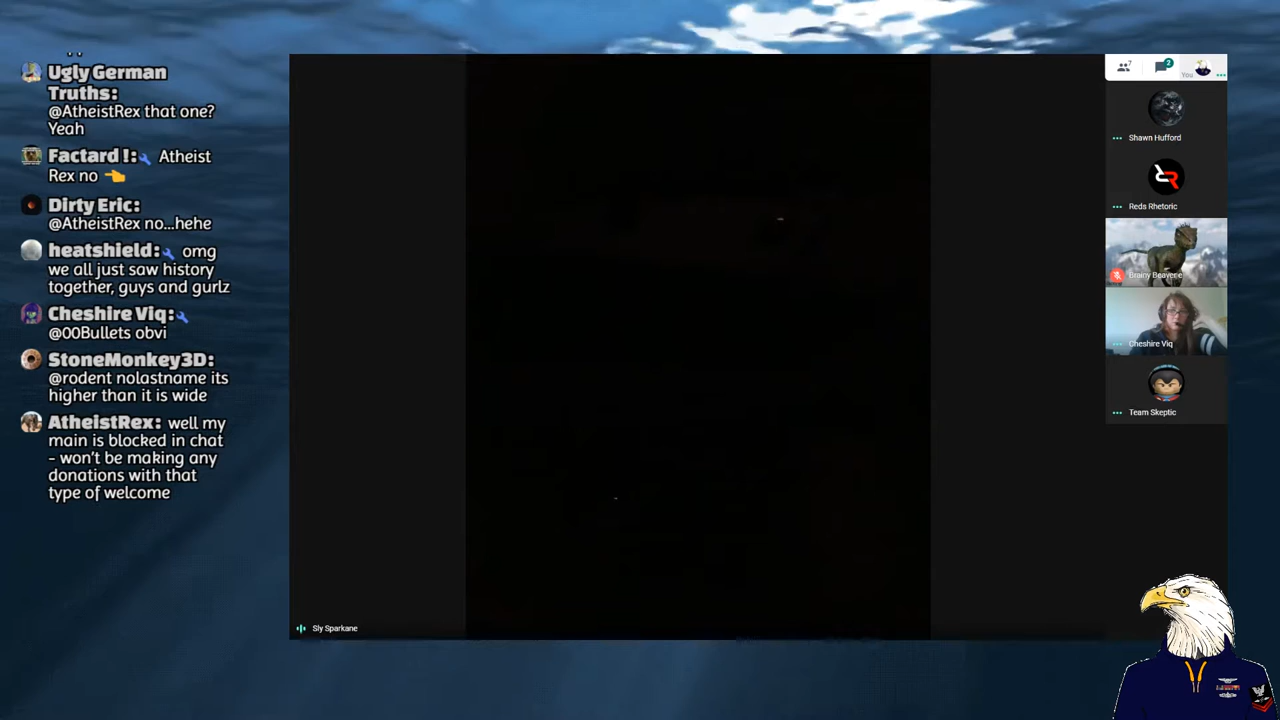 Ugly German
Truths:
@AtheistRex that one?
Yeah
Factard !: Atheist
Rex no 👈
Dirty Eric:
@AtheistRex no...hehe
heatshield: omg
we all just saw history
together, guys and gurlz
Cheshire Viq:
@00Bullets obvi
StoneMonkey3D:
@rodent nolastname its
higher than it is wide
AtheistRex: well my
main is blocked in chat
- won't be making any
donations with that
type of welcome
Sly Sparkane
7
2
You
Shawn Hufford
Reds Rhetoric
Brainy Beaver e
Cheshire Viq
Team Skeptic